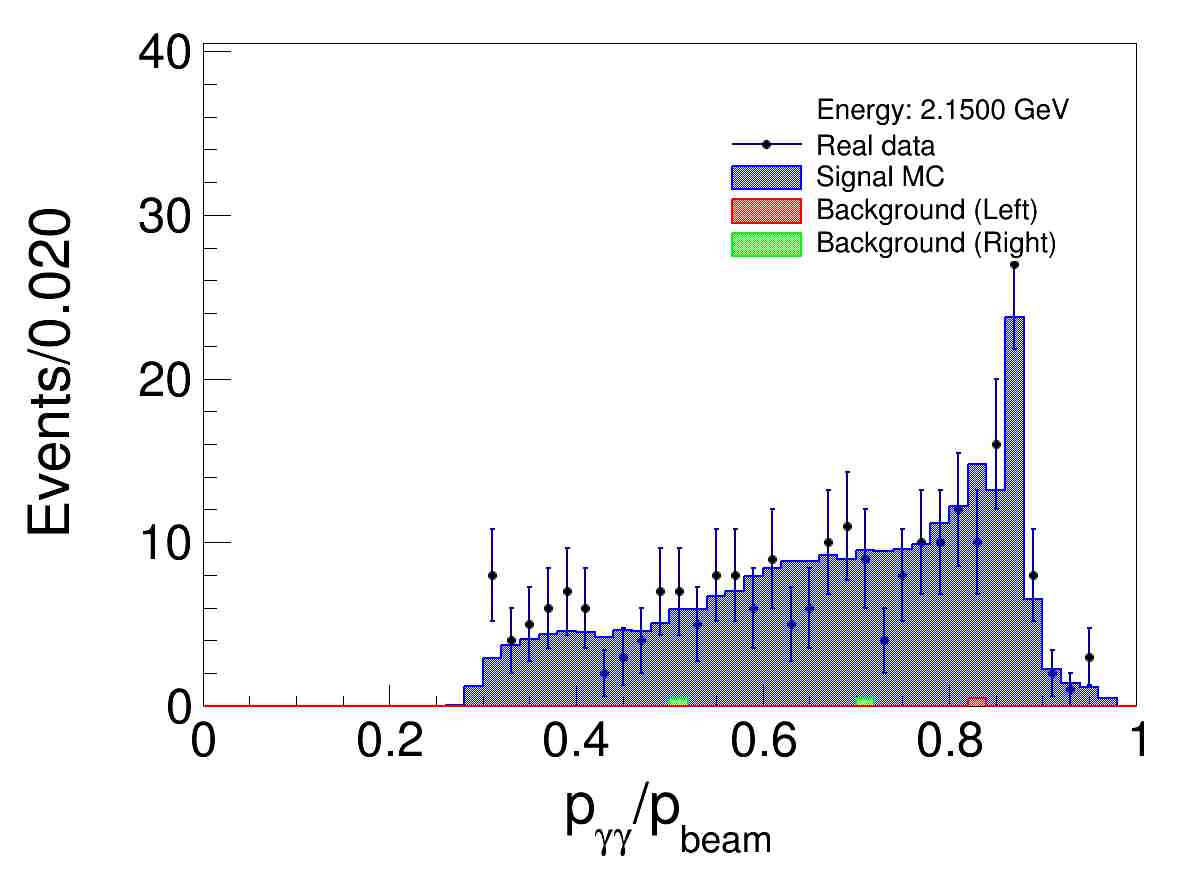 40
30
20
10
0
Events/0.020
Energy: 2.1500 GeV
Real data
Signal MC
Background (Left)
Background (Right)
0 0.2 0.4 0.6 0.8 1
pγγ/pbeam